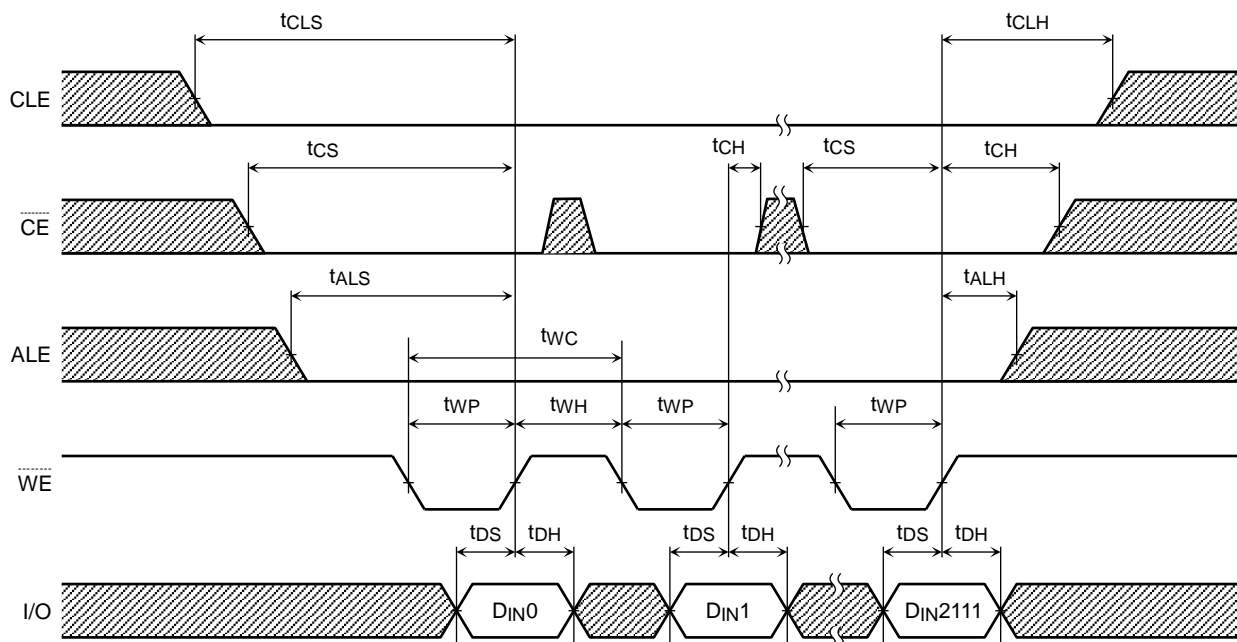 tCLS tCLH
CLE
tCS tCH tCS tCH
CE
tALS tALH
tWC
ALE
tWP tWH tWP tWP
WE
tDS tDH tDS tDH tDS tDH
I/O DIN0 DIN1 DIN2111